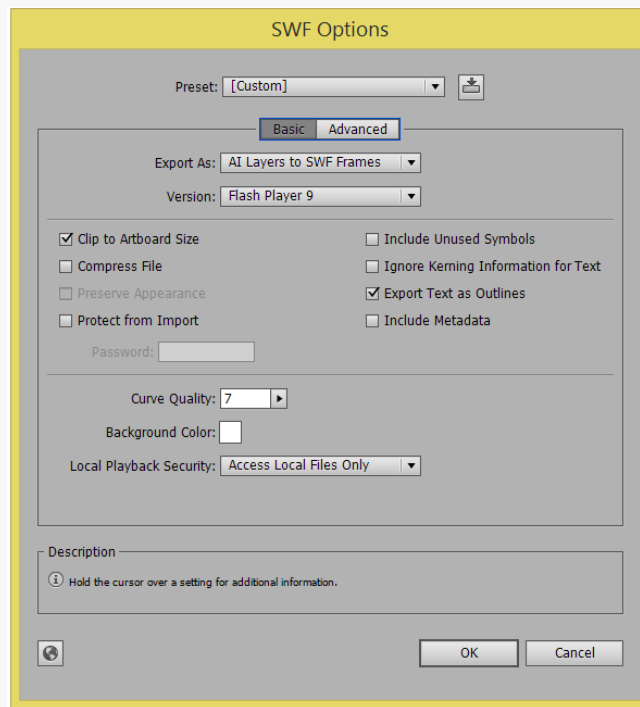 SWF Options
Preset: [Custom]
Basic Advanced
Export As: AI Layers to SWF Frames
Version: Flash Player 9
Clip to Artboard Size Include Unused Symbols
Compress File Ignore Kerning Information for Text
Preserve Appearance Export Text as Outlines
Protect from Import Include Metadata
Password:
Curve Quality: 7
Background Color:
Local Playback Security: Access Local Files Only
Description
Hold the cursor over a setting for additional information.
OK Cancel